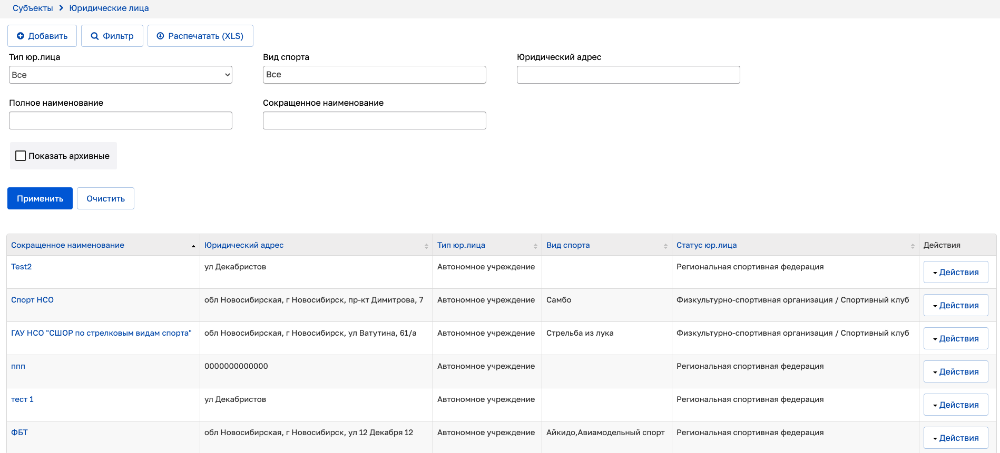 Субъекты > Юридические лица
Добавить Фильтр Распечатать (XLS)
Тип юр.лица Вид спорта Юридический адрес
Все Все
Полное наименование Сокращенное наименование
Показать архивные
Применить Очистить
Сокращенное наименование Юридический адрес Тип юр.лица Вид спорта Статус юр.лица Действия
Test2 ул Декабристов Автономное учреждение Региональная спортивная федерация Действия
Спорт НСО обл Новосибирская, г Новосибирск, пр-кт Димитрова, 7 Автономное учреждение Самбо Физкультурно-спортивная организация / Спортивный клуб Действия
ГАУ НСО "СШОР по стрелковым видам спорта" обл Новосибирская, г Новосибирск, ул Ватутина, 61/а Автономное учреждение Стрельба из лука Физкультурно-спортивная организация / Спортивный клуб Действия
ппп 0000000000000 Автономное учреждение Региональная спортивная федерация Действия
тест 1 ул Декабристов Автономное учреждение Региональная спортивная федерация Действия
ФБТ обл Новосибирская, г Новосибирск, ул 12 Декабря 12 Автономное учреждение Айкидо,Авиамодельный спорт Региональная спортивная федерация Действия